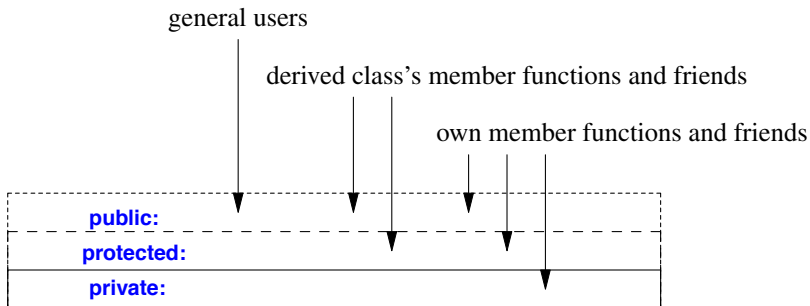 general users
derived class's member functions and friends
own member functions and friends
public:
protected:
private: